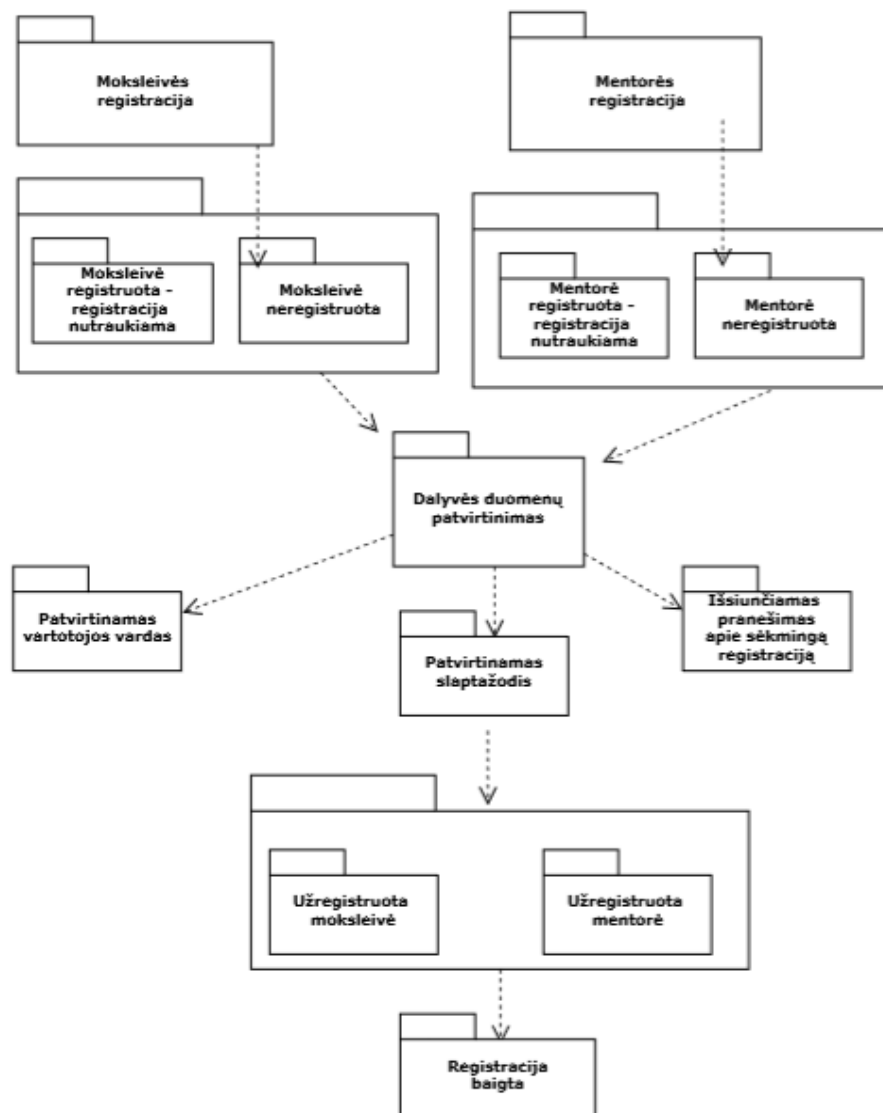 Moksleivės
registracija
Mentorės
registracija
Moksleivė
registruota -
registracija
nutraukiama
Moksleivė
neregistruota
Mentorė
registruota -
registracija
nutraukiama
Mentorė
neregistruota
Dalyvės duomenų
patvirtinimas
Patvirtinamas
vartotojos vardas
Patvirtinamas
slaptažodis
Išsiunčiamas
pranešimas
apie sėkmingą
registraciją
Užregistruota
moksleivė
Užregistruota
mentorė
Registracija
baigta